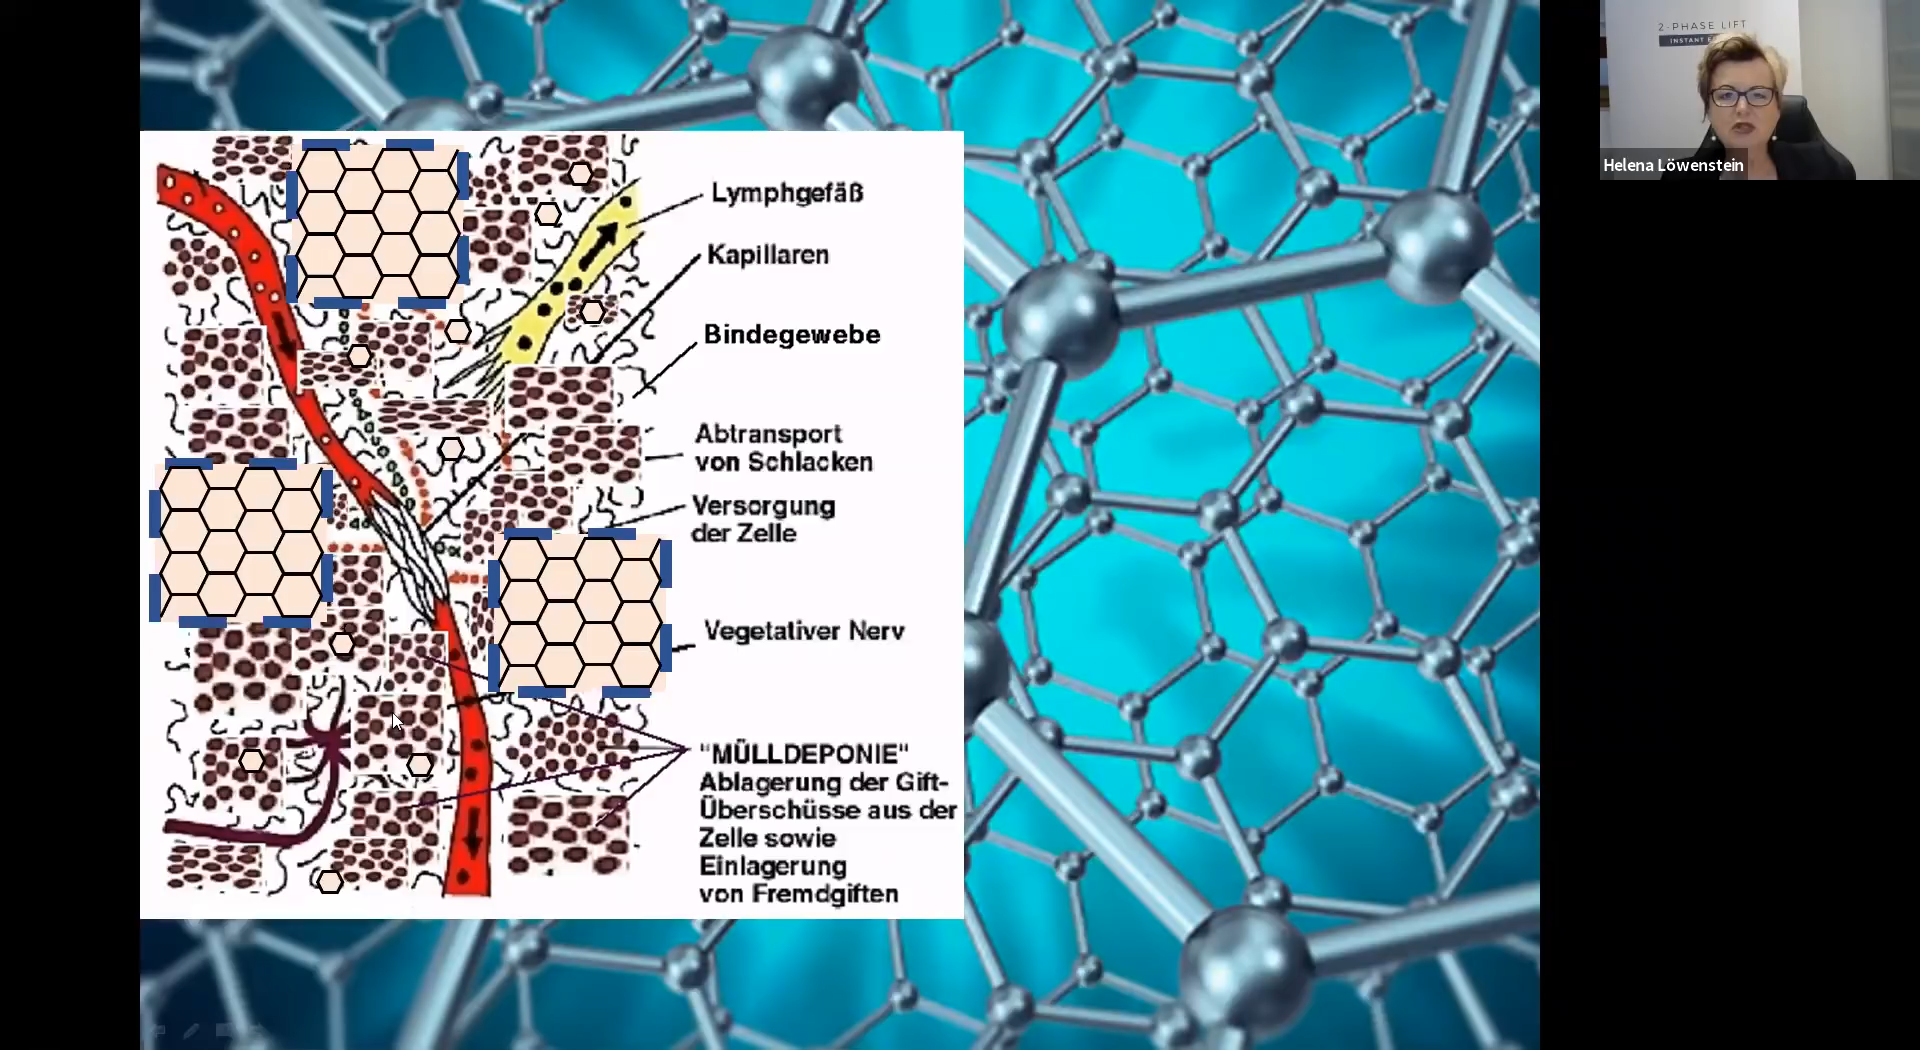 Lymphgefäß
Kapillaren
Bindegewebe
Abtransport
von Schlacken
Versorgung
der Zelle
Vegetativer Nerv
"MÜLLDEPONIE"
Ablagerung der Gift-
Überschüsse aus der
Zelle sowie
Einlagerung
von Fremdgiften
2-PHASE LIFT
INSTANT
Helena Löwenstein